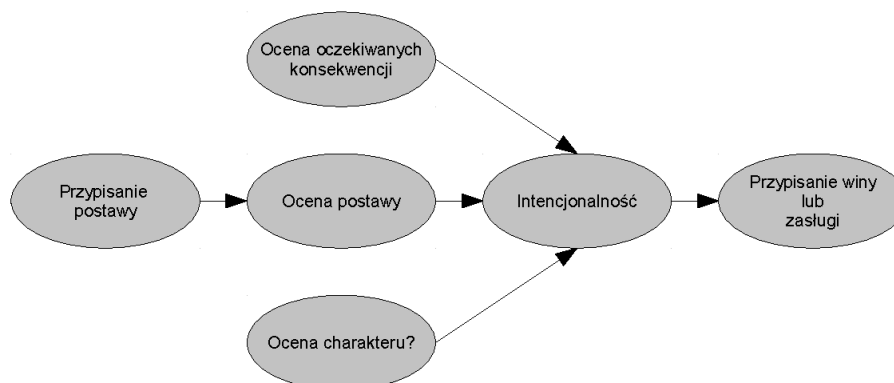 Ocena oczekiwanych
konsekwencji
Przypisanie
postawy
Ocena postawy
Intencjonalność
Przypisanie winy
lub
zasługi
Ocena charakteru?